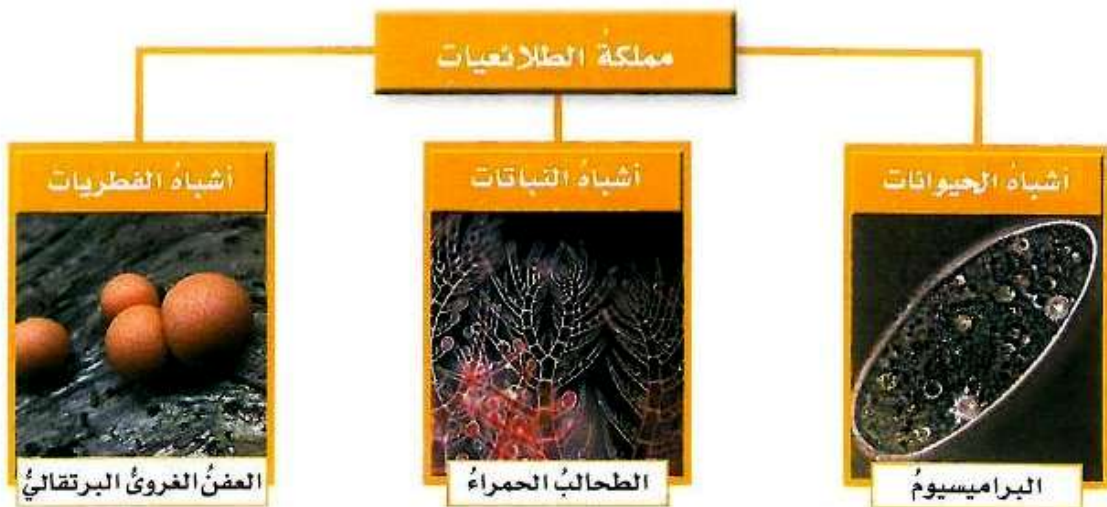 مملكةُ الطلائعيات
أشباهُ الحيوانات
أشباهُ النباتات
أشباهُ الفطريات
البراميسيومُ
الطحالبُ الحمراءُ
العفنُ الغرويُّ البرتقاليُّ